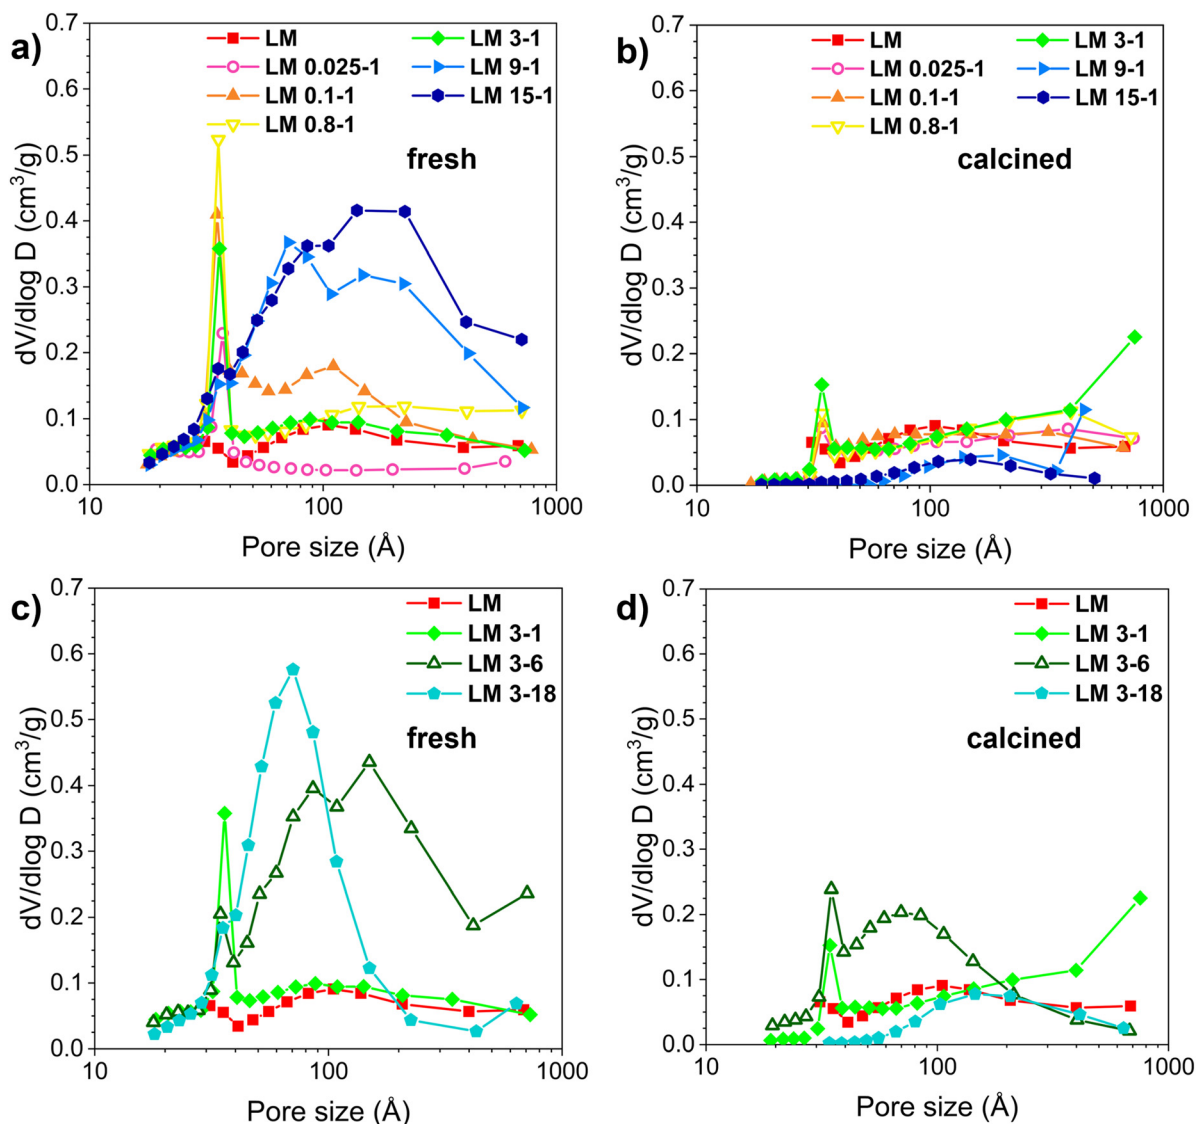 a)
LM
LM 0.025-1
LM 0.1-1
LM 0.8-1
LM 3-1
LM 9-1
LM 15-1
fresh
0.7
0.6
0.5
0.4
0.3
0.2
0.1
0.0
10
100
1000
dV/dlog D (cm³/g)
Pore size (Å)
b)
LM
LM 0.025-1
LM 0.1-1
LM 0.8-1
LM 3-1
LM 9-1
LM 15-1
calcined
0.7
0.6
0.5
0.4
0.3
0.2
0.1
0.0
10
100
1000
dV/dlog D (cm³/g)
Pore size (Å)
c)
LM
LM 3-1
LM 3-6
LM 3-18
fresh
0.7
0.6
0.5
0.4
0.3
0.2
0.1
0.0
10
100
1000
dV/dlog D (cm³/g)
Pore size (Å)
d)
LM
LM 3-1
LM 3-6
LM 3-18
calcined
0.7
0.6
0.5
0.4
0.3
0.2
0.1
0.0
10
100
1000
dV/dlog D (cm³/g)
Pore size (Å)